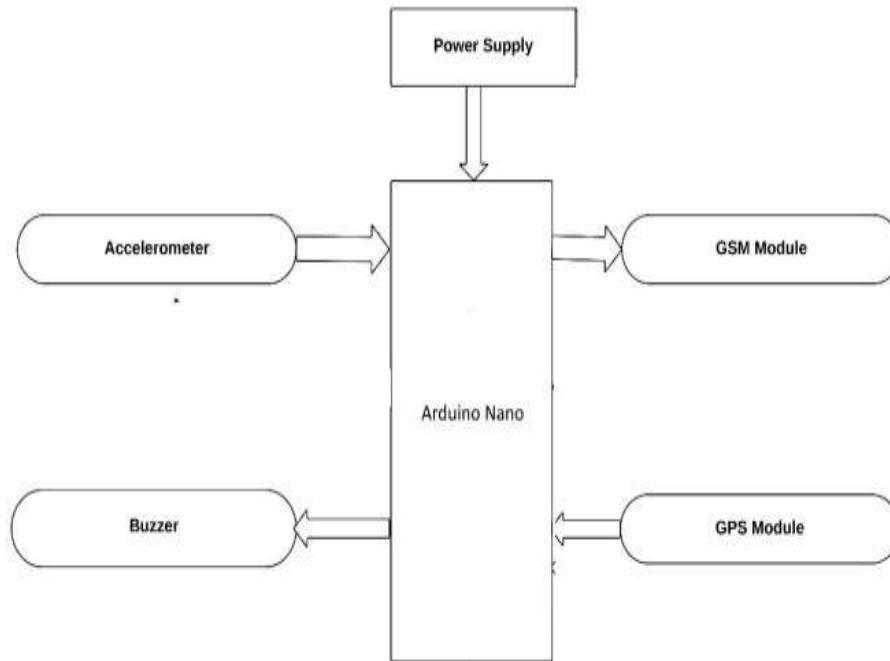 Power Supply
Accelerometer
GSM Module
Arduino Nano
Buzzer
GPS Module